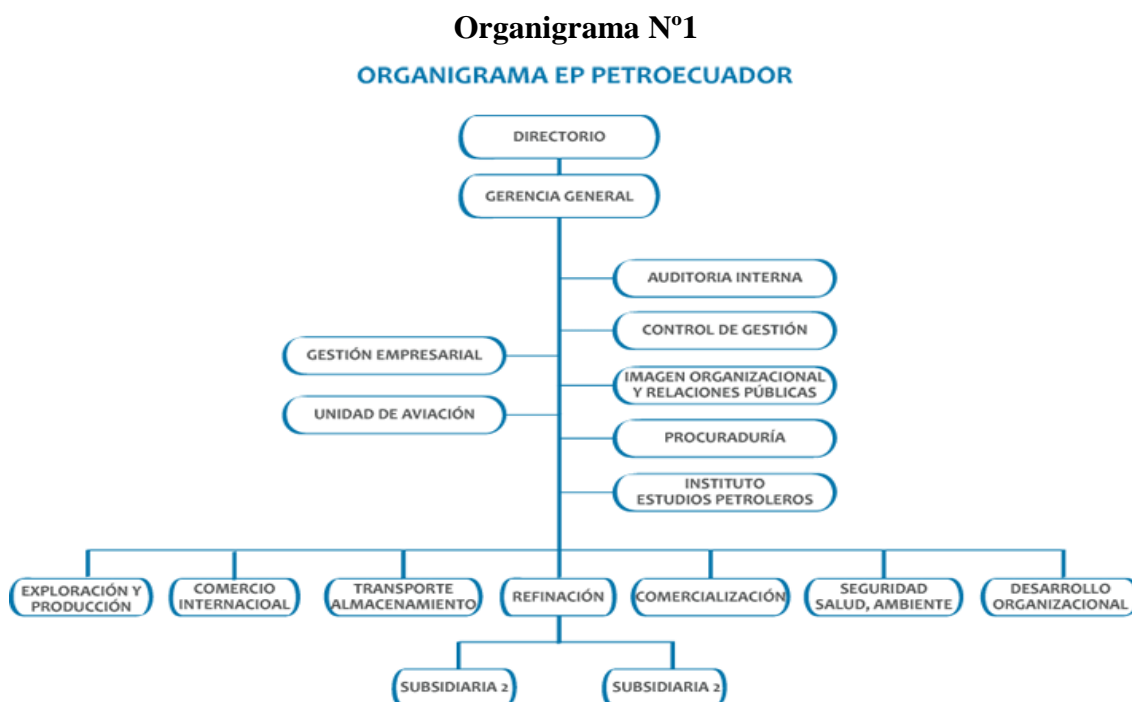 Organigrama Nº1
ORGANIGRAMA EP PETROECUADOR
DIRECTORIO
GERENCIA GENERAL
AUDITORIA INTERNA
CONTROL DE GESTIÓN
GESTIÓN EMPRESARIAL
IMAGEN ORGANIZACIONAL
Y RELACIONES PÚBLICAS
UNIDAD DE AVIACIÓN
PROCURADURÍA
INSTITUTO
ESTUDIOS PETROLEROS
EXPLORACIÓN Y
PRODUCCIÓN
COMERCIO
INTERNACIOAL
TRANSPORTE
ALMACENAMIENTO
REFINACIÓN
COMERCIALIZACIÓN
SEGURIDAD
SALUD, AMBIENTE
DESARROLLO
ORGANIZACIONAL
SUBSIDIARIA 2
SUBSIDIARIA 2